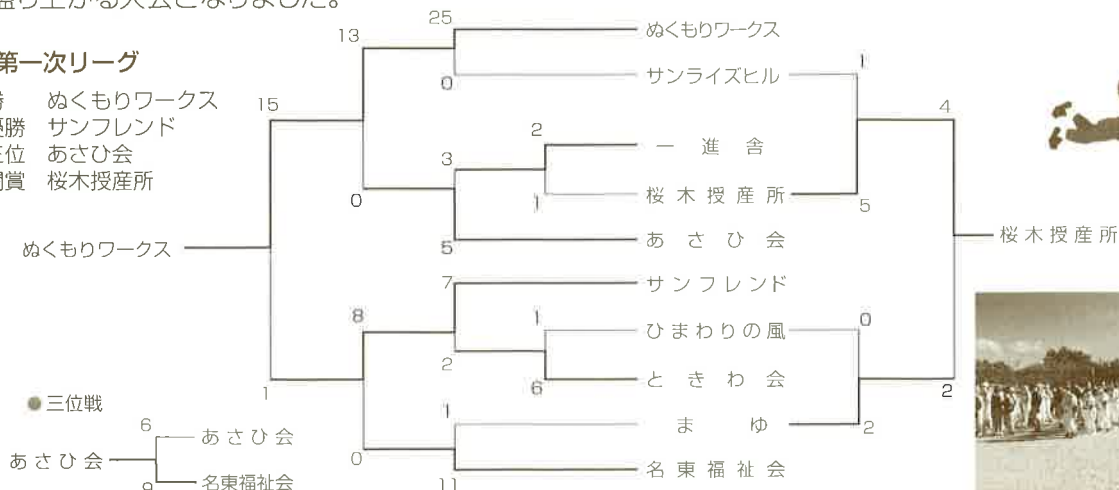 盛り上がる大会となりました。
第一次リーグ
勝 ぬくもりワークス
優勝 サンフレンド
三位 あさひ会
闘賞 桜木授産所
25
13
0
15
2
3
1
0
5
7
8
1
2
6
1
1
0
11
ぬくもりワークス
ぬくもりワークス
サンライズヒル
一進舎
桜木授産所
あさひ会
サンフレンド
ひまわりの風
ときわ会
まゆ
名東福祉会
1
4
5
0
2
2
桜木授産所
●三位戦
6
あさひ会
あさひ会
9
名東福祉会